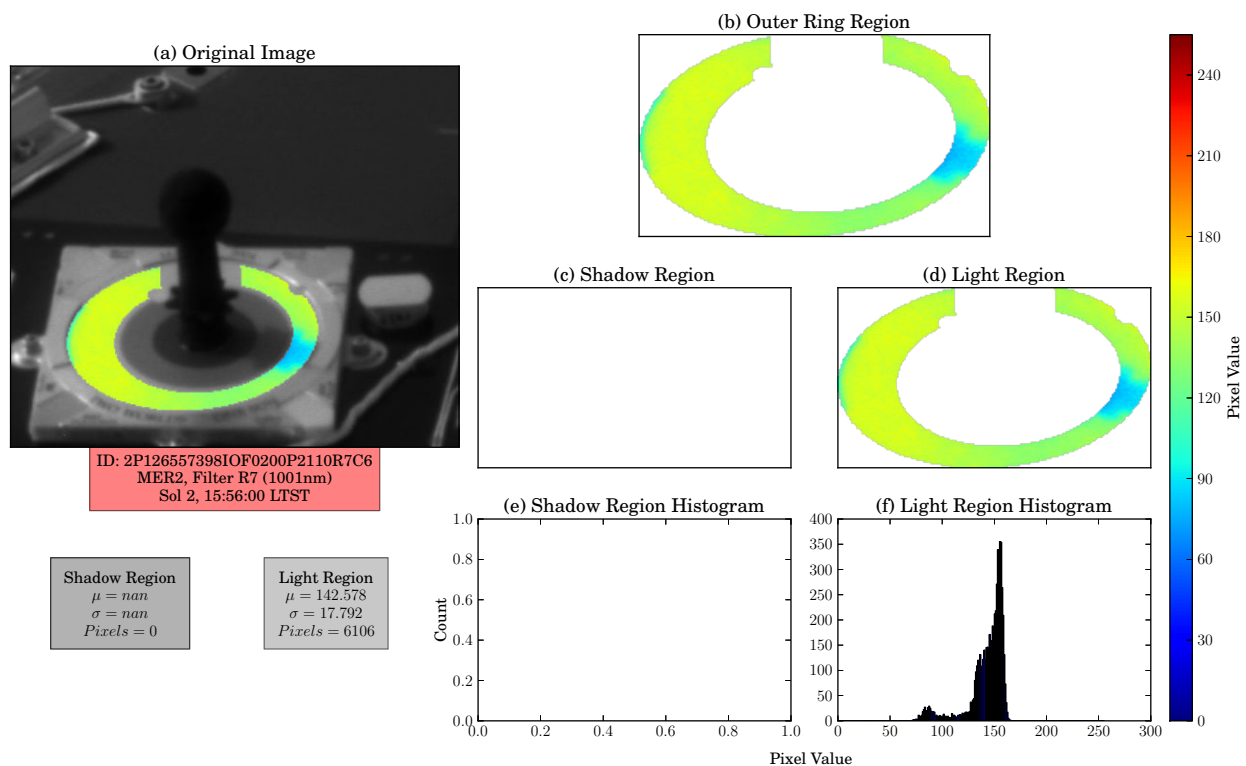 (a) Original Image
ID: 2P126557398IOF0200P2110R7C6
MER2, Filter R7 (1001nm)
Sol 2, 15:56:00 LTST
Shadow Region
μ = nan
σ = nan
Pixels = 0
Light Region
μ = 142.578
σ = 17.792
Pixels = 6106
(b) Outer Ring Region
(c) Shadow Region
(d) Light Region
(e) Shadow Region Histogram
1.0
0.8
0.6
0.4
0.2
0.0
Count
0.0 0.2 0.4 0.6 0.8 1.0
(f) Light Region Histogram
400
350
300
250
200
150
100
50
0
0 50 100 150 200 250 300
Pixel Value
240
210
180
150
120
90
60
30
0
Pixel Value